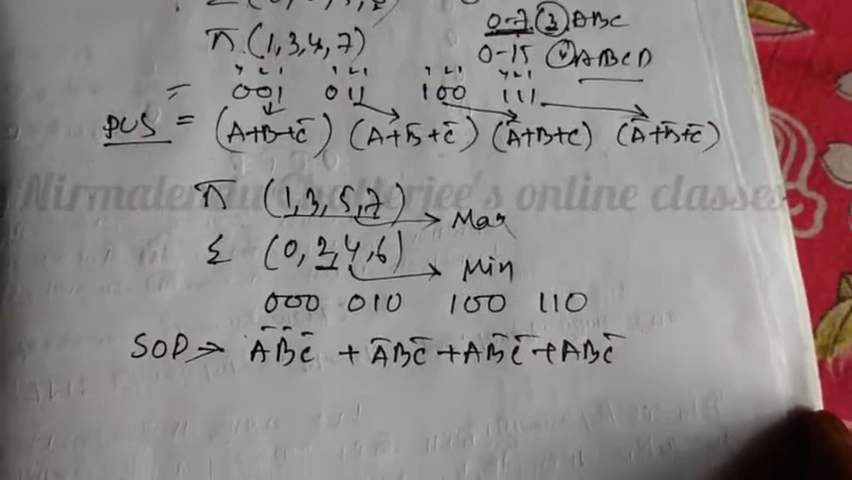 π.(1,3,4,7)
0-7 (3) ABC
0-15 (4) ABCD
= 001 011 100 111
POS = (A+B+C̅) (A+B̅+C̅) (A̅+B+C) (A̅+B̅+C̅)
Nirmalendu Chatterjee's online classes
π (1,3,5,7) → Max
Σ (0,2,4,6) → Min
000 010 100 110
SOP → A̅B̅C̅ + A̅BC̅ + AB̅C̅ + ABC̅